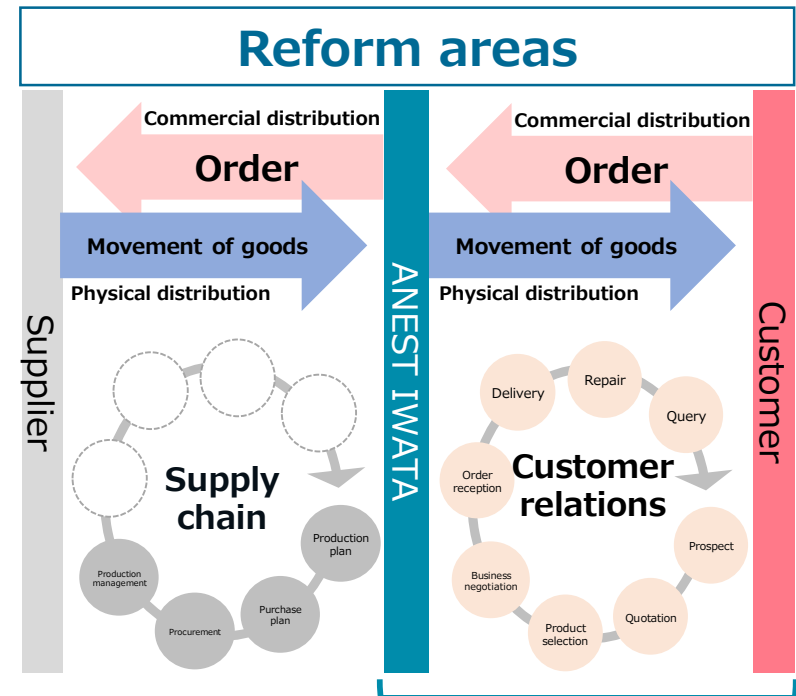 Reform areas
Commercial distribution
Order
Movement of goods
Physical distribution
Commercial distribution
Order
Movement of goods
Physical distribution
Supplier
ANEST IWATA
Customer
Supply
chain
Production
plan
Purchase
plan
Procurement
Production
management
Customer
relations
Delivery
Repair
Query
Order
reception
Prospect
Business
negotiation
Quotation
Product
selection